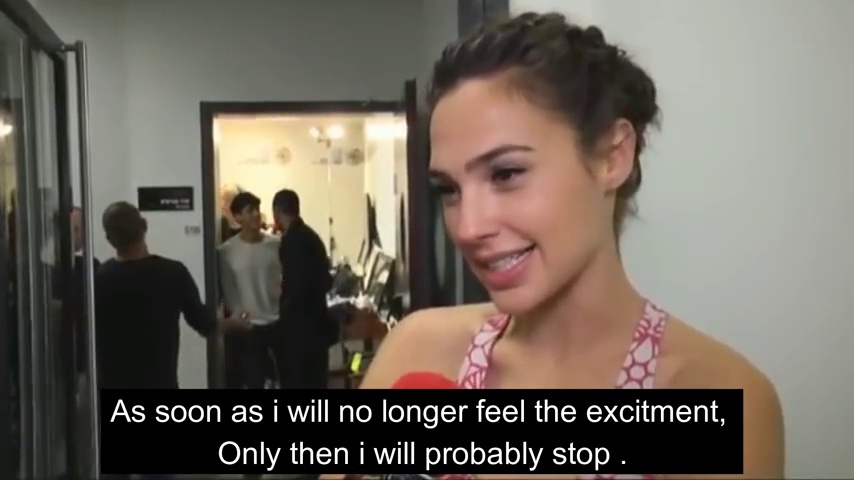 As soon as i will no longer feel the excitment,
Only then i will probably stop .